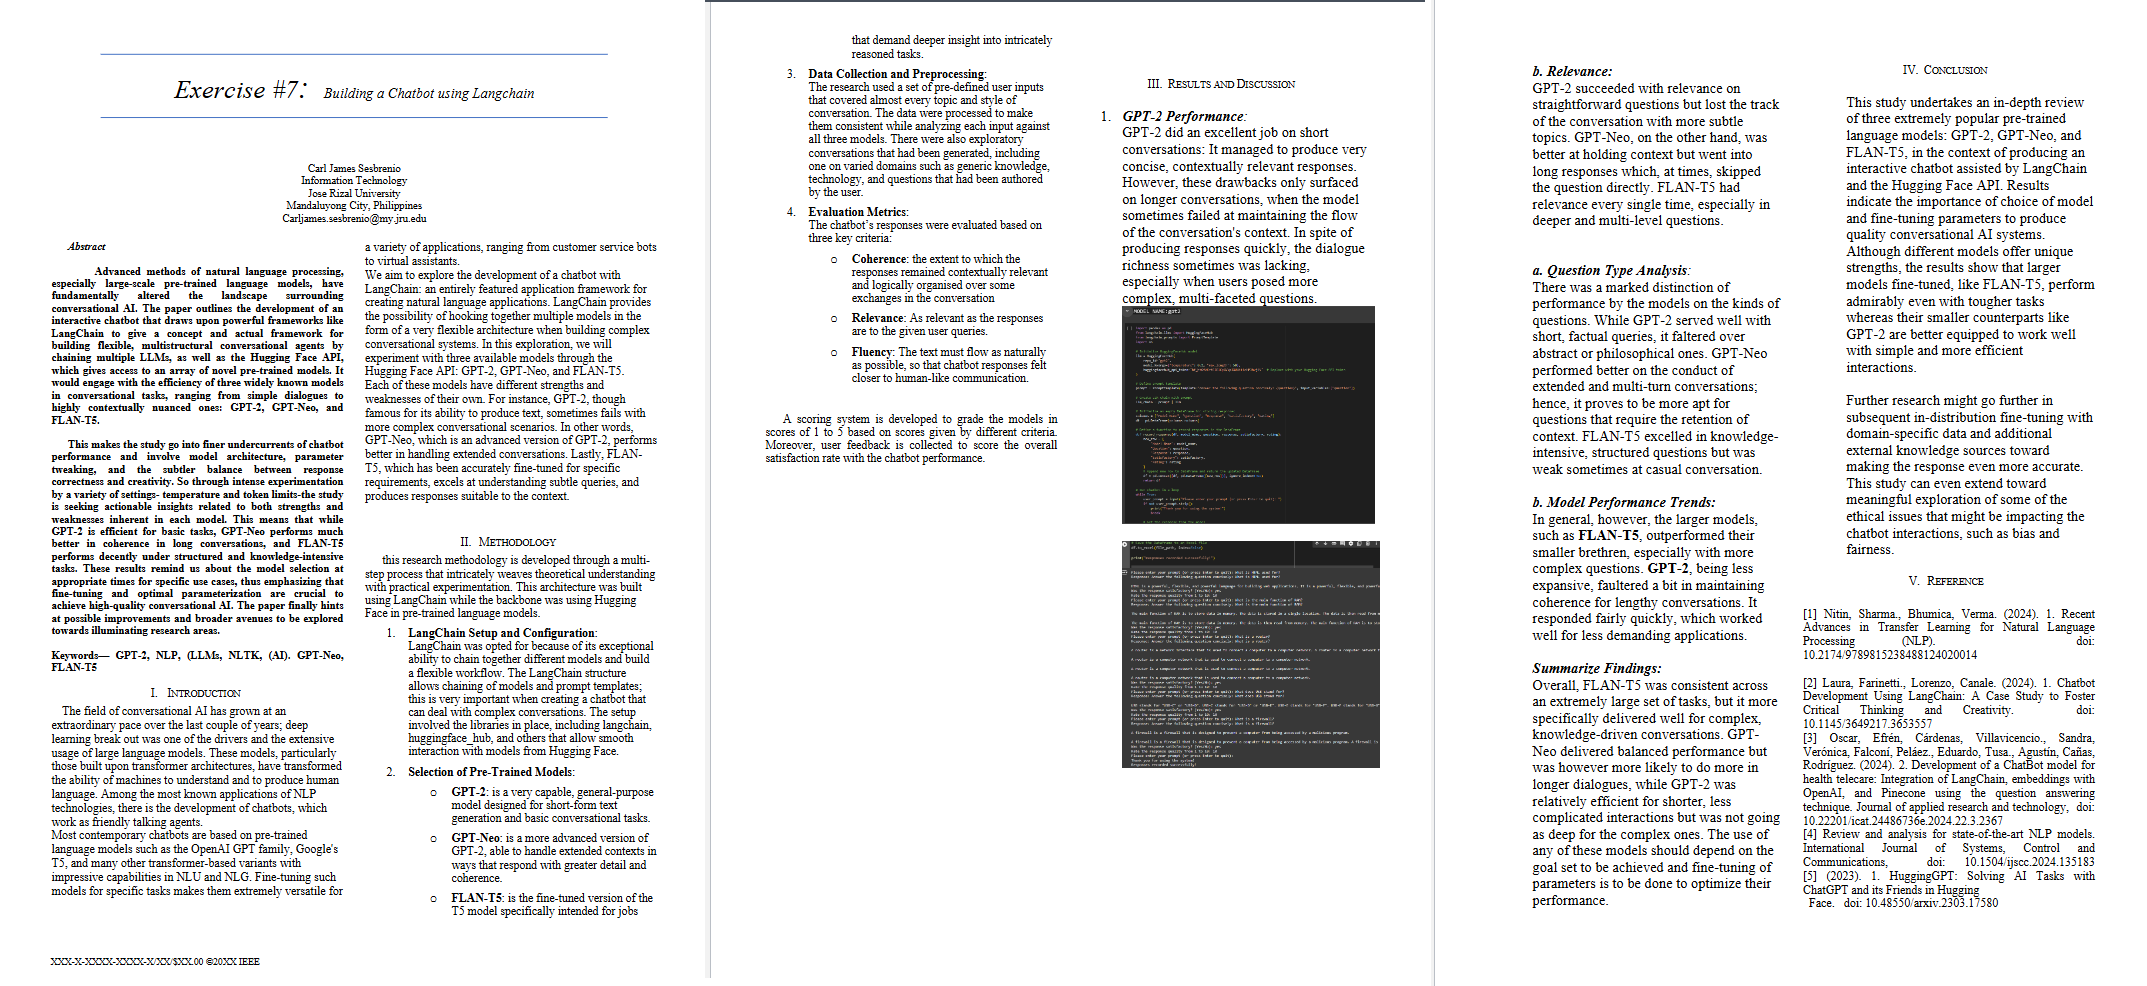 Exercise #7: Building a Chatbot using Langchain
Carl James Sesbrenio
Information Technology
Jose Rizal University
Mandaluyong City, Philippines
Carljames.sesbrenio@my.jru.edu
Abstract
Advanced methods of natural language processing,
especially large-scale pre-trained language models, have
fundamentally altered the landscape surrounding
conversational AI. The paper outlines the development of an
interactive chatbot that draws upon powerful frameworks like
LangChain to give a concept and actual framework for
building flexible, multistructural conversational agents by
chaining multiple LLMs, as well as the Hugging Face API,
which gives access to an array of novel pre-trained models. It
would engage with the efficiency of three widely known models
in conversational tasks, ranging from simple dialogues to
highly contextually nuanced ones: GPT-2, GPT-Neo, and
FLAN-T5.
This makes the study go into finer undercurrents of chatbot
performance and involve model architecture, parameter
tweaking, and the subtler balance between response
correctness and creativity. So through intense experimentation
by a variety of settings- temperature and token limits-the study
is seeking actionable insights related to both strengths and
weaknesses inherent in each model. This means that while
GPT-2 is efficient for basic tasks, GPT-Neo performs much
better in coherence in long conversations, and FLAN-T5
performs decently under structured and knowledge-intensive
tasks. These results remind us about the model selection at
appropriate times for specific use cases, thus emphasizing that
fine-tuning and optimal parameterization are crucial to
achieve high-quality conversational AI. The paper finally hints
at possible improvements and broader avenues to be explored
towards illuminating research areas.
Keywords— GPT-2, NLP, (LLMs, NLTK, (AI). GPT-Neo,
FLAN-T5
I. INTRODUCTION
The field of conversational AI has grown at an
extraordinary pace over the last couple of years; deep
learning break out was one of the drivers and the extensive
usage of large language models. These models, particularly
those built upon transformer architectures, have transformed
the ability of machines to understand and to produce human
language. Among the most known applications of NLP
technologies, there is the development of chatbots, which
work as friendly talking agents.
Most contemporary chatbots are based on pre-trained
language models such as the OpenAI GPT family, Google's
T5, and many other transformer-based variants with
impressive capabilities in NLU and NLG. Fine-tuning such
models for specific tasks makes them extremely versatile for
a variety of applications, ranging from customer service bots
to virtual assistants.
We aim to explore the development of a chatbot with
LangChain: an entirely featured application framework for
creating natural language applications. LangChain provides
the possibility of hooking together multiple models in the
form of a very flexible architecture when building complex
conversational systems. In this exploration, we will
experiment with three available models through the
Hugging Face API: GPT-2, GPT-Neo, and FLAN-T5.
Each of these models have different strengths and
weaknesses of their own. For instance, GPT-2, though
famous for its ability to produce text, sometimes fails with
more complex conversational scenarios. In other words,
GPT-Neo, which is an advanced version of GPT-2, performs
better in handling extended conversations. Lastly, FLAN-
T5, which has been accurately fine-tuned for specific
requirements, excels at understanding subtle queries, and
produces responses suitable to the context.
II. METHODOLOGY
this research methodology is developed through a multi-
step process that intricately weaves theoretical understanding
with practical experimentation. This architecture was built
using LangChain while the backbone was using Hugging
Face in pre-trained language models.
1. LangChain Setup and Configuration:
LangChain was opted for because of its exceptional
ability to chain together different models and build
a flexible workflow. The LangChain structure
allows chaining of models and prompt templates;
this is very important when creating a chatbot that
can deal with complex conversations. The setup
involved the libraries in place, including langchain,
huggingface_hub, and others that allow smooth
interaction with models from Hugging Face.
2. Selection of Pre-Trained Models:
o GPT-2: is a very capable, general-purpose
model designed for short-form text
generation and basic conversational tasks.
o GPT-Neo: is a more advanced version of
GPT-2, able to handle extended contexts in
ways that respond with greater detail and
coherence.
o FLAN-T5: is the fine-tuned version of the
T5 model specifically intended for jobs
XXX-X-XXXX-XXXX-X/XX/$XX.00 ©20XX IEEE
that demand deeper insight into intricately
reasoned tasks.
3. Data Collection and Preprocessing:
The research used a set of pre-defined user inputs
that covered almost every topic and style of
conversation. The data were processed to make
them consistent while analyzing each input against
all three models. There were also exploratory
conversations that had been generated, including
one on varied domains such as generic knowledge,
technology, and questions that had been authored
by the user.
4. Evaluation Metrics:
The chatbot's responses were evaluated based on
three key criteria:
o Coherence: the extent to which the
responses remained contextually relevant
and logically organised over some
exchanges in the conversation
o Relevance: As relevant as the responses
are to the given user queries.
o Fluency: The text must flow as naturally
as possible, so that chatbot responses felt
closer to human-like communication.
A scoring system is developed to grade the models in
scores of 1 to 5 based on scores given by different criteria.
Moreover, user feedback is collected to score the overall
satisfaction rate with the chatbot performance.
III. RESULTS AND DISCUSSION
1. GPT-2 Performance:
GPT-2 did an excellent job on short
conversations: It managed to produce very
concise, contextually relevant responses.
However, these drawbacks only surfaced
on longer conversations, when the model
sometimes failed at maintaining the flow
of the conversation's context. In spite of
producing responses quickly, the dialogue
richness sometimes was lacking,
especially when users posed more
complex, multi-faceted questions.
MODEL NAME:gpt2
b. Relevance:
GPT-2 succeeded with relevance on
straightforward questions but lost the track
of the conversation with more subtle
topics. GPT-Neo, on the other hand, was
better at holding context but went into
long responses which, at times, skipped
the question directly. FLAN-T5 had
relevance every single time, especially in
deeper and multi-level questions.
a. Question Type Analysis:
There was a marked distinction of
performance by the models on the kinds of
questions. While GPT-2 served well with
short, factual queries, it faltered over
abstract or philosophical ones. GPT-Neo
performed better on the conduct of
extended and multi-turn conversations;
hence, it proves to be more apt for
questions that require the retention of
context. FLAN-T5 excelled in knowledge-
intensive, structured questions but was
weak sometimes at casual conversation.
b. Model Performance Trends:
In general, however, the larger models,
such as FLAN-T5, outperformed their
smaller brethren, especially with more
complex questions. GPT-2, being less
expansive, faultered a bit in maintaining
coherence for lengthy conversations. It
responded fairly quickly, which worked
well for less demanding applications.
Summarize Findings:
Overall, FLAN-T5 was consistent across
an extremely large set of tasks, but it more
specifically delivered well for complex,
knowledge-driven conversations. GPT-
Neo delivered balanced performance but
was however more likely to do more in
longer dialogues, while GPT-2 was
relatively efficient for shorter, less
complicated interactions but was not going
as deep for the complex ones. The use of
any of these models should depend on the
goal set to be achieved and fine-tuning of
parameters is to be done to optimize their
performance.
IV. CONCLUSION
This study undertakes an in-depth review
of three extremely popular pre-trained
language models: GPT-2, GPT-Neo, and
FLAN-T5, in the context of producing an
interactive chatbot assisted by LangChain
and the Hugging Face API. Results
indicate the importance of choice of model
and fine-tuning parameters to produce
quality conversational AI systems.
Although different models offer unique
strengths, the results show that larger
models fine-tuned, like FLAN-T5, perform
admirably even with tougher tasks
whereas their smaller counterparts like
GPT-2 are better equipped to work well
with simple and more efficient
interactions.
Further research might go further in
subsequent in-distribution fine-tuning with
domain-specific data and additional
external knowledge sources toward
making the response even more accurate.
This study can even extend toward
meaningful exploration of some of the
ethical issues that might be impacting the
chatbot interactions, such as bias and
fairness.
V. REFERENCE
[1] Nitin, Sharma., Bhumica, Verma. (2024). 1. Recent
Advances in Transfer Learning for Natural Language
Processing (NLP). doi:
10.2174/9789815238488124020014
[2] Laura, Farinetti., Lorenzo, Canale. (2024). 1. Chatbot
Development Using LangChain: A Case Study to Foster
Critical Thinking and Creativity. doi:
10.1145/3649217.3653557
[3] Oscar, Efrén, Cárdenas, Villavicencio., Sandra,
Verónica, Falconí, Peláez., Eduardo, Tusa., Agustín, Cañas,
Rodríguez. (2024). 2. Development of a ChatBot model for
health telecare: Integration of LangChain, embeddings with
OpenAI, and Pinecone using the question answering
technique. Journal of applied research and technology, doi:
10.22201/icat.24486736e.2024.22.3.2367
[4] Review and analysis for state-of-the-art NLP models.
International Journal of Systems, Control and
Communications, doi: 10.1504/ijscc.2024.135183
[5] (2023). 1. HuggingGPT: Solving AI Tasks with
ChatGPT and its Friends in Hugging
Face. doi: 10.48550/arxiv.2303.17580